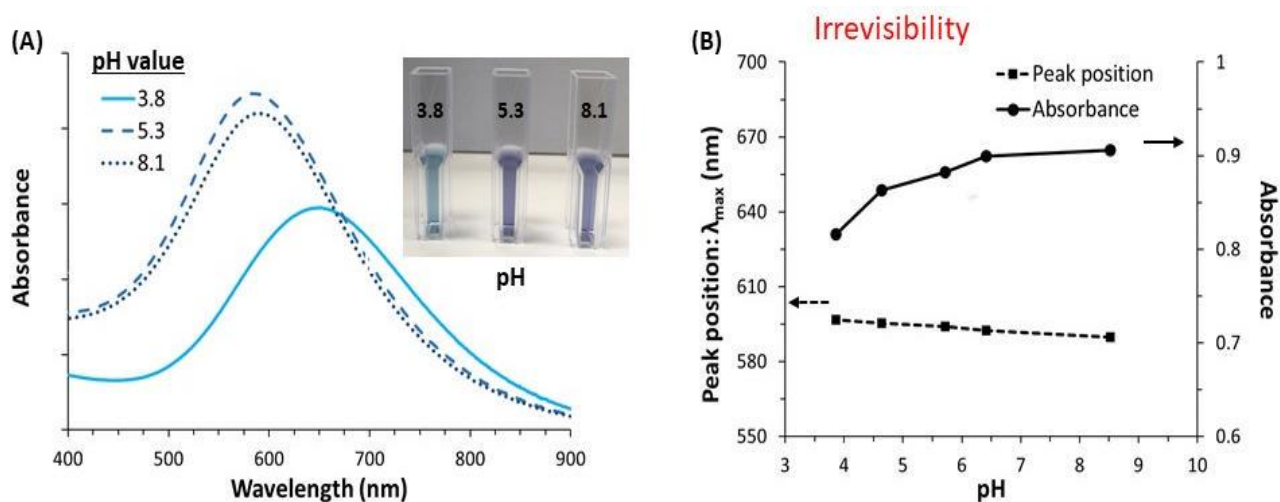 (A)
pH value
3.8
5.3
8.1
3.8 5.3 8.1
pH
Absorbance
400 500 600 700 800 900
Wavelength (nm)
(B)
Irrevisibility
Peak position
Absorbance
700
670
640
610
580
550
Peak position: λmax (nm)
1
0.9
0.8
0.7
0.6
Absorbance
3 4 5 6 7 8 9 10
pH